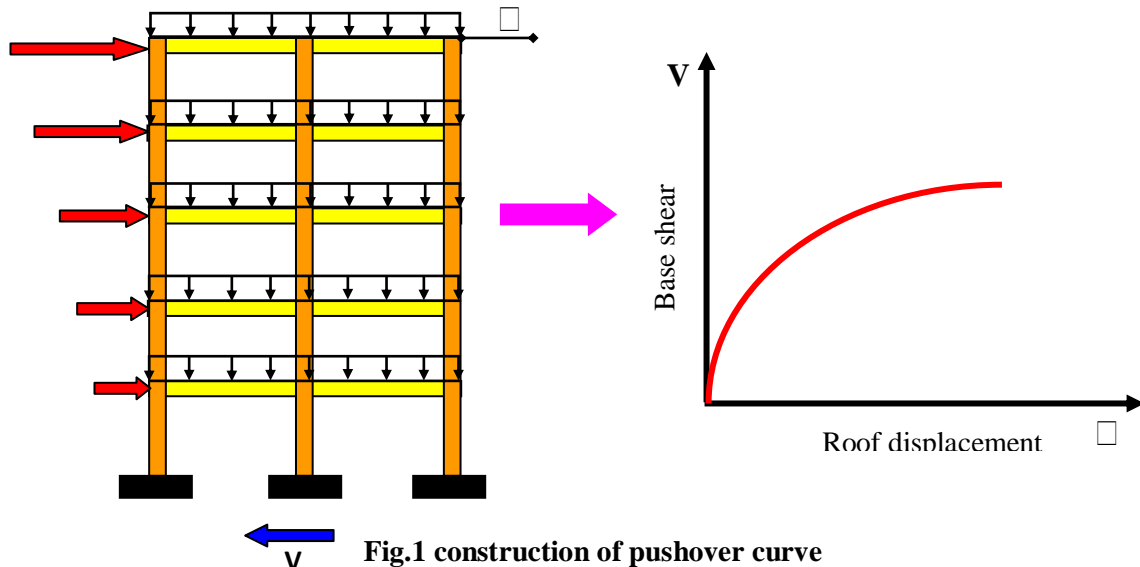 V
Base shear
Roof displacement
V
Fig.1 construction of pushover curve